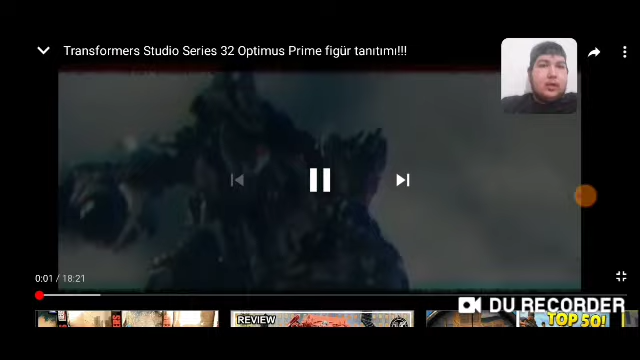 Transformers Studio Series 32 Optimus Prime figür tanıtımı!!!
0:01 / 18:21
DU RECORDER
REVIEW
TOP 50!